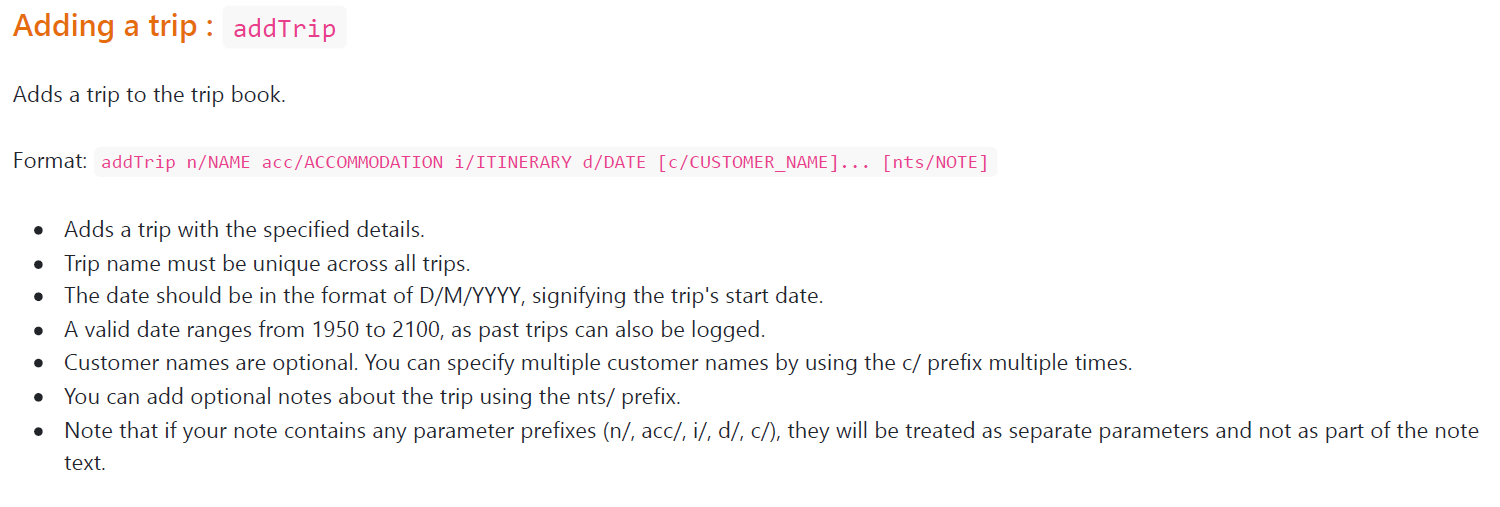 Adding a trip : addTrip
Adds a trip to the trip book.
Format: addTrip n/NAME acc/ACCOMMODATION i/ITINERARY d/DATE [c/CUSTOMER_NAME]... [nts/NOTE]
• Adds a trip with the specified details.
• Trip name must be unique across all trips.
• The date should be in the format of D/M/YYYY, signifying the trip's start date.
• A valid date ranges from 1950 to 2100, as past trips can also be logged.
• Customer names are optional. You can specify multiple customer names by using the c/ prefix multiple times.
• You can add optional notes about the trip using the nts/ prefix.
• Note that if your note contains any parameter prefixes (n/, acc/, i/, d/, c/), they will be treated as separate parameters and not as part of the note
text.